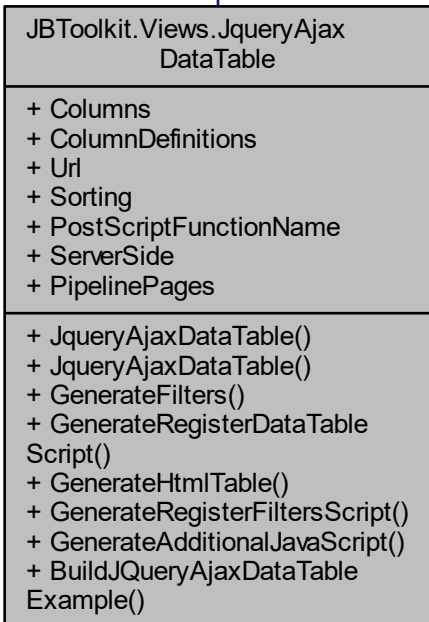 JBToolkit.Views.JqueryAjax
DataTable
+ Columns
+ ColumnDefinitions
+ Url
+ Sorting
+ PostScriptFunctionName
+ ServerSide
+ PipelinePages
+ JqueryAjaxDataTable()
+ JqueryAjaxDataTable()
+ GenerateFilters()
+ GenerateRegisterDataTable
Script()
+ GenerateHtmlTable()
+ GenerateRegisterFiltersScript()
+ GenerateAdditionalJavaScript()
+ BuildJQueryAjaxDataTable
Example()